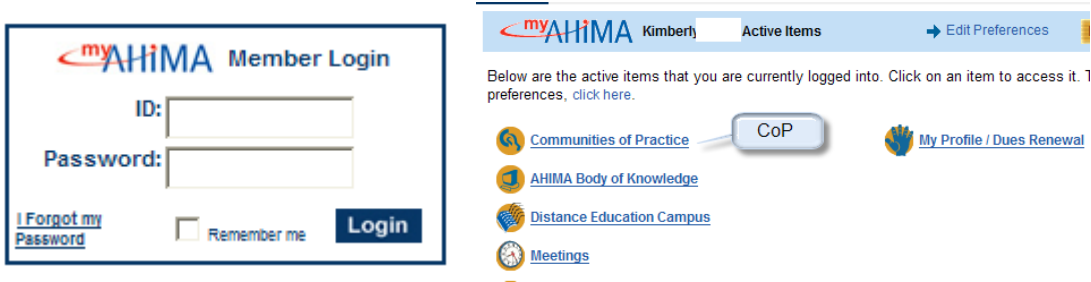 myAHIMA Member Login
ID:
Password:
I Forgot my
Password
Remember me
Login
myAHIMA Kimberly Active Items
Edit Preferences
Below are the active items that you are currently logged into. Click on an item to access it. T
preferences, click here.
Communities of Practice
CoP
My Profile / Dues Renewal
AHIMA Body of Knowledge
Distance Education Campus
Meetings